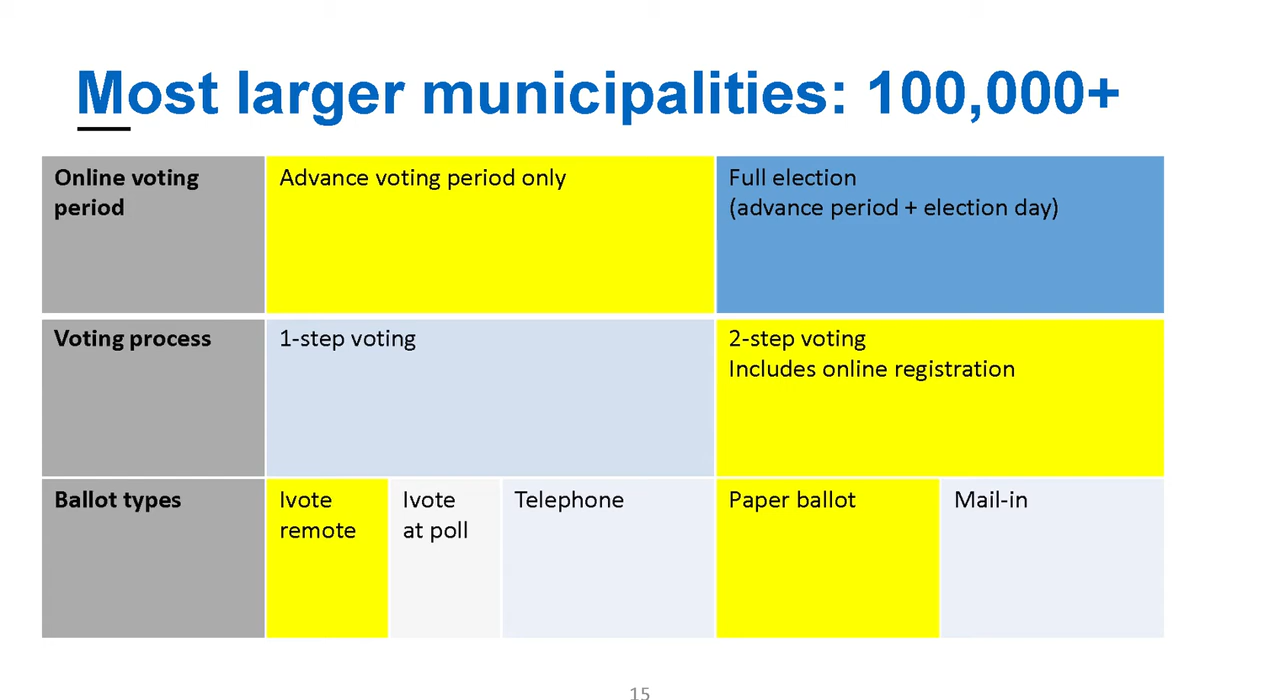 Most larger municipalities: 100,000+
Online voting
period
Advance voting period only
Full election
(advance period + election day)
Voting process
1-step voting
2-step voting
Includes online registration
Ballot types
Ivote
remote
Ivote
at poll
Telephone
Paper ballot
Mail-in
15